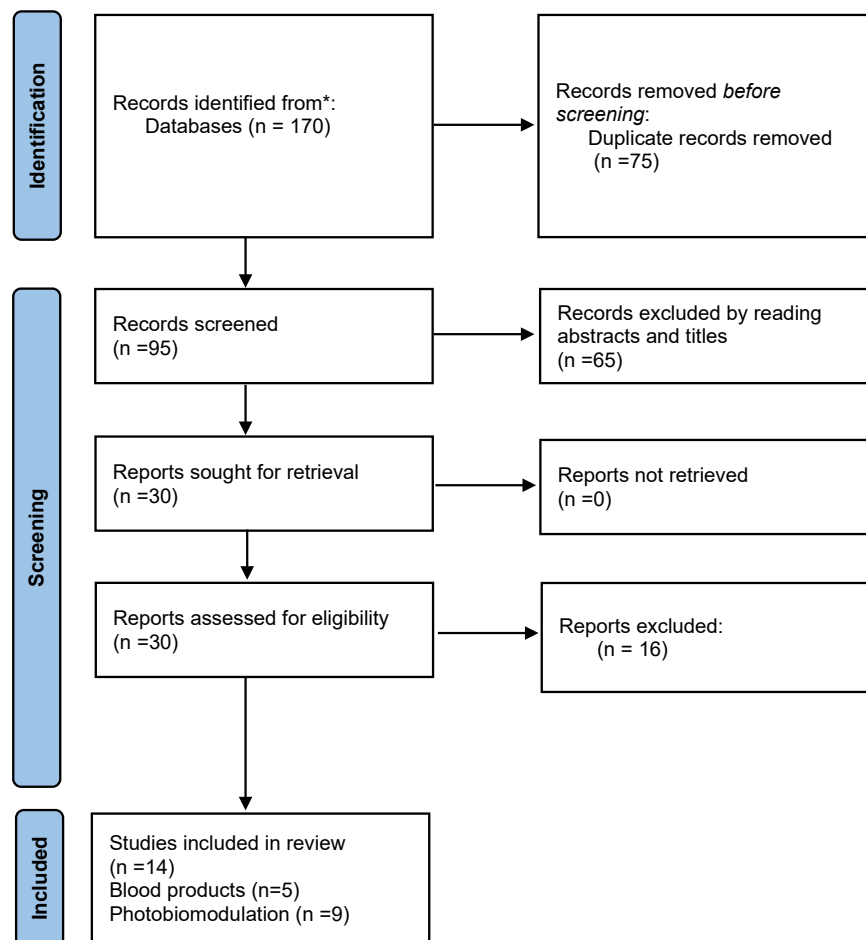 Identification
Records identified from*:
Databases (n = 170)
Records removed before
screening:
Duplicate records removed
(n =75)
Screening
Records screened
(n =95)
Records excluded by reading
abstracts and titles
(n =65)
Reports sought for retrieval
(n =30)
Reports not retrieved
(n =0)
Reports assessed for eligibility
(n =30)
Reports excluded:
(n = 16)
Included
Studies included in review
(n =14)
Blood products (n=5)
Photobiomodulation (n =9)